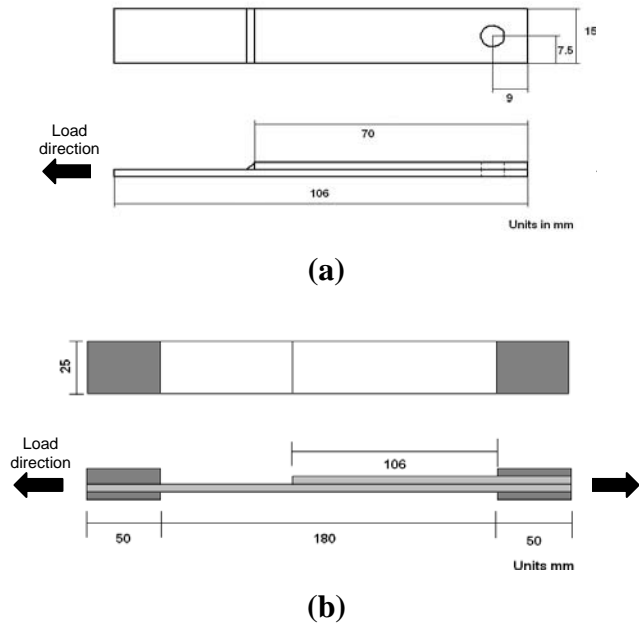 15
7.5
9
Load
direction
70
106
Units in mm
(a)
25
Load
direction
106
50
180
50
Units mm
(b)